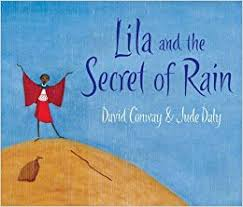 Lila and the
Secret of Rain
David Conway & Jude Daly